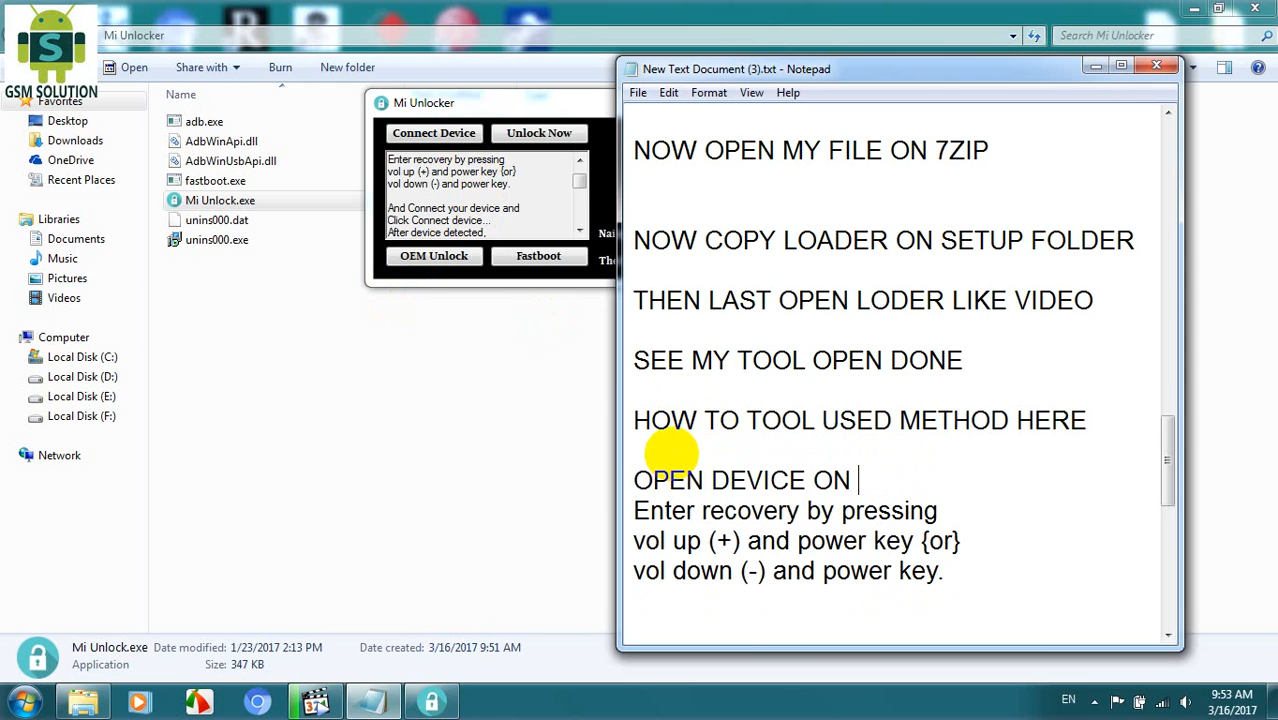 S
GSM SOLUTION
Mi Unlocker
Search Mi Unlocker
Open
Share with
Burn
New folder
Favorites
Desktop
Downloads
OneDrive
Recent Places
Libraries
Documents
Music
Pictures
Videos
Computer
Local Disk (C:)
Local Disk (D:)
Local Disk (E:)
Local Disk (F:)
Network
Name
adb.exe
AdbWinApi.dll
AdbWinUsbApi.dll
fastboot.exe
Mi Unlock.exe
unins000.dat
unins000.exe
Mi Unlocker
Connect Device
Unlock Now
Enter recovery by pressing
vol up (+) and power key {or}
vol down (-) and power key.
And Connect your device and
Click Connect device...
After device detected,
OEM Unlock
Fastboot
New Text Document (3).txt - Notepad
File Edit Format View Help
NOW OPEN MY FILE ON 7ZIP
NOW COPY LOADER ON SETUP FOLDER
THEN LAST OPEN LODER LIKE VIDEO
SEE MY TOOL OPEN DONE
HOW TO TOOL USED METHOD HERE
OPEN DEVICE ON
Enter recovery by pressing
vol up (+) and power key {or}
vol down (-) and power key.
Mi Unlock.exe Date modified: 1/23/2017 2:13 PM Date created: 3/16/2017 9:51 AM
Application Size: 347 KB
EN
9:53 AM
3/16/2017